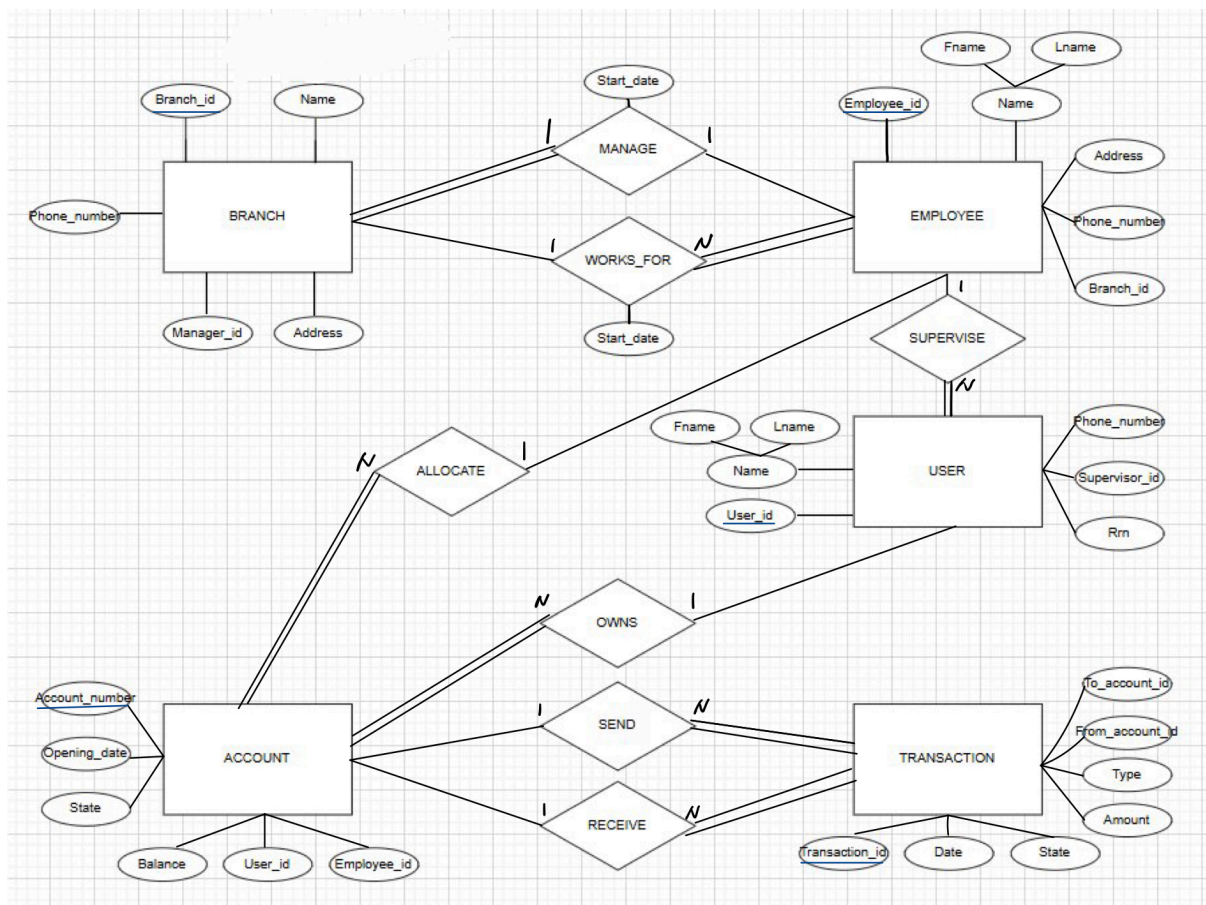 Fname
Lname
Start_date
Branch_id
Name
Employee_id
Name
1
1
MANAGE
Address
BRANCH
EMPLOYEE
Phone_number
Phone_number
1
N
WORKS_FOR
Branch_id
1
Manager_id
Address
Start_date
SUPERVISE
N
Fname
Lname
Phone_number
N
1
ALLOCATE
Name
USER
Supervisor_id
User_id
Rrn
N
1
OWNS
Account_number
To_account_id
1
N
SEND
From_account_id
Opening_date
ACCOUNT
TRANSACTION
Type
State
1
N
RECEIVE
Amount
Balance
User_id
Employee_id
Transaction_id
Date
State